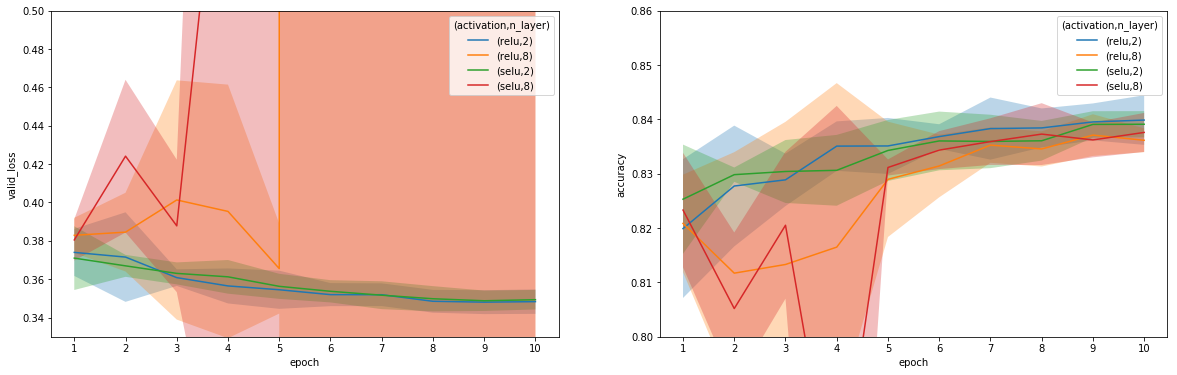 0.50
0.48
0.46
0.44
0.42
0.40
0.38
0.36
0.34
valid_loss
1 2 3 4 5 6 7 8 9 10
epoch
(activation,n_layer)
(relu,2)
(relu,8)
(selu,2)
(selu,8)
0.86
0.85
0.84
0.83
0.82
0.81
0.80
accuracy
1 2 3 4 5 6 7 8 9 10
epoch
(activation,n_layer)
(relu,2)
(relu,8)
(selu,2)
(selu,8)